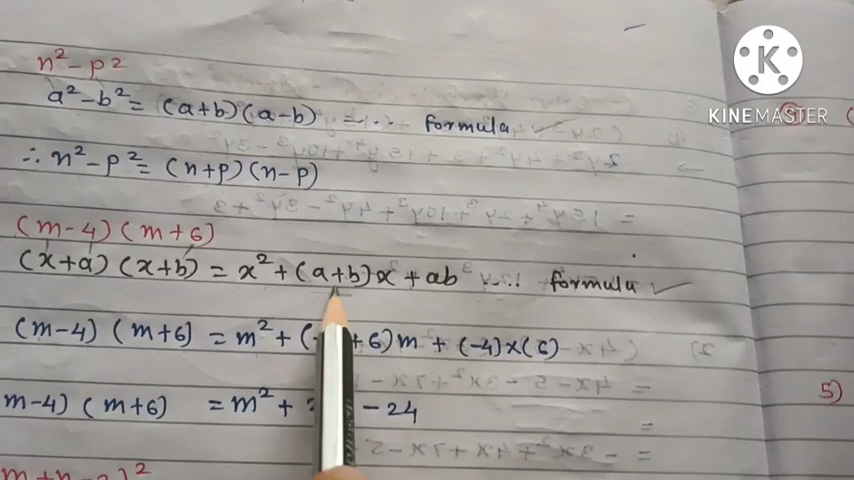 n² - p²
a² - b² = (a+b)(a-b) formula
∴ n² - p² = (n+p)(n-p)
(m-4)(m+6)
(x+a)(x+b) = x² + (a+b)x + ab .... formula
(m-4)(m+6) = m² + ( +6)m + (-4)×(6)
m-4)(m+6) = m² + - 24
2)
5)
K
KINEMASTER